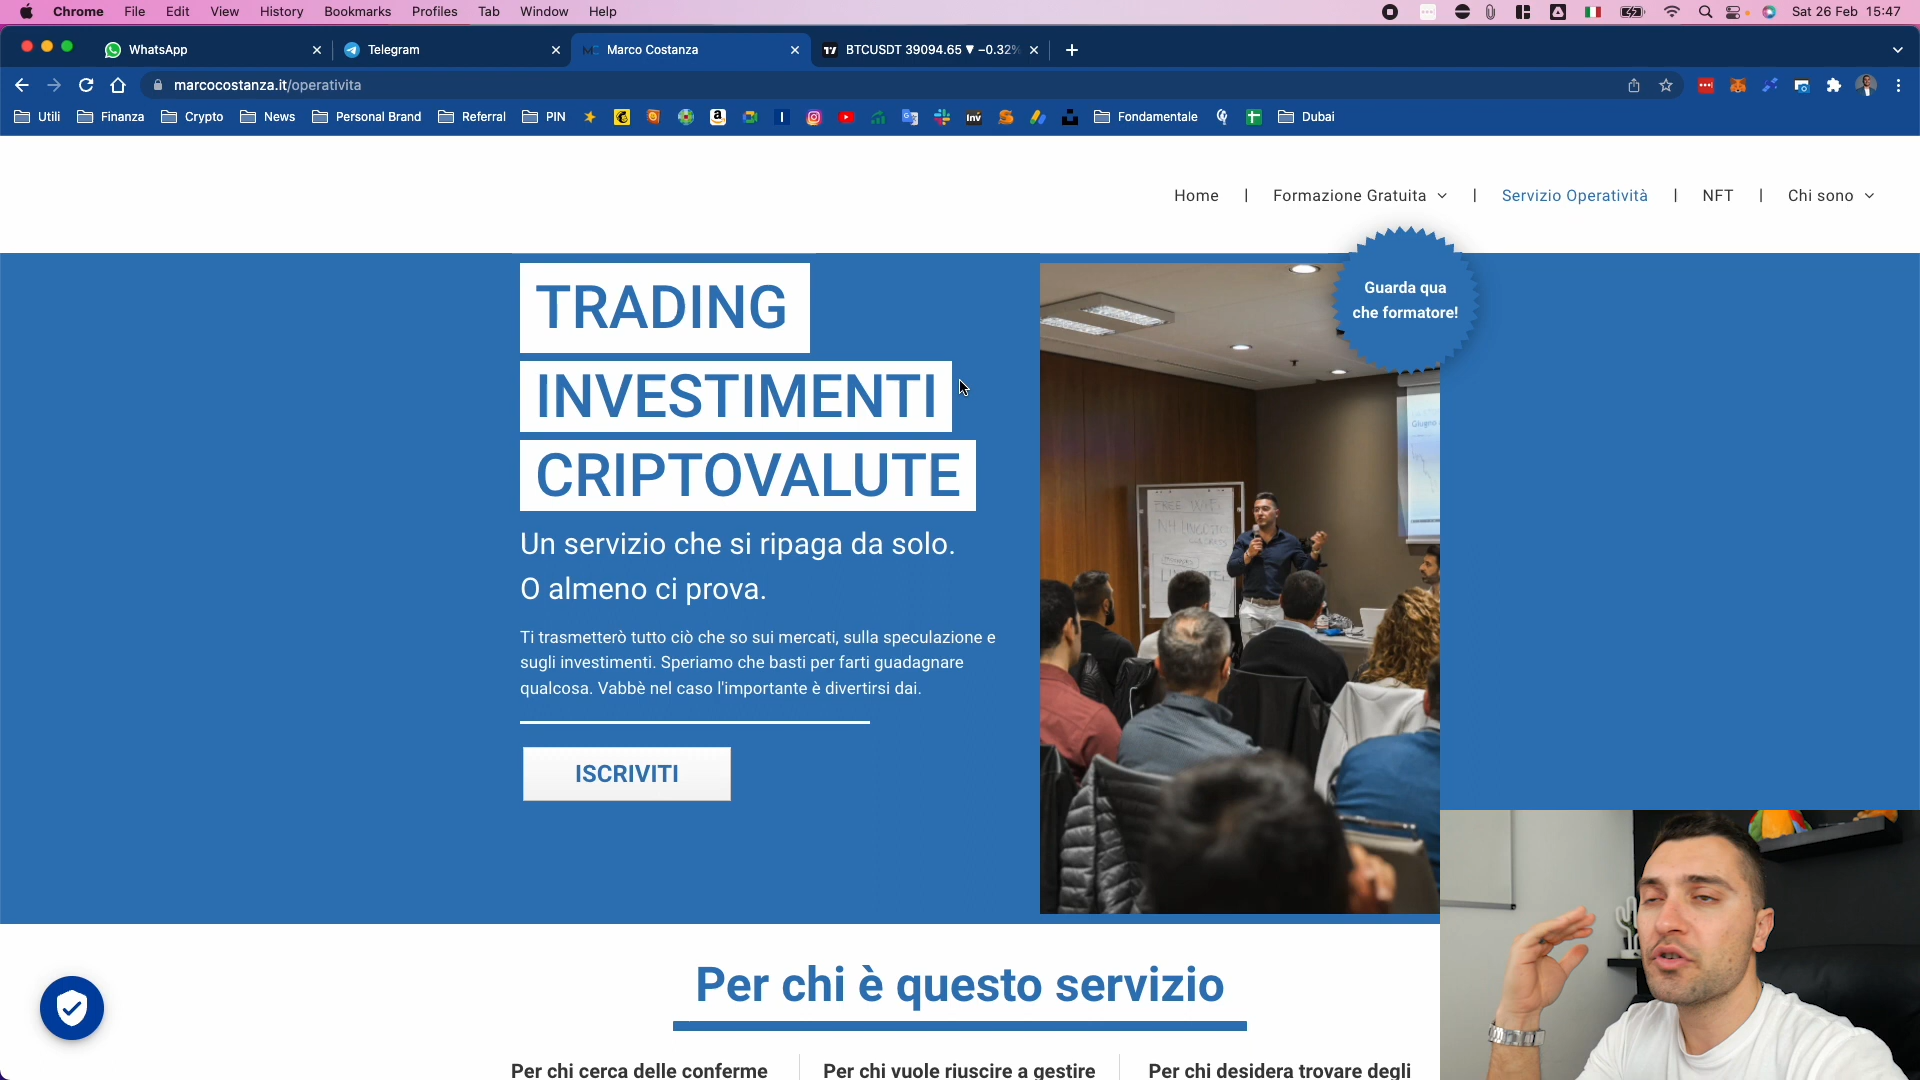 Chrome File Edit View History Bookmarks Profiles Tab Window Help
Sat 26 Feb 15:47
WhatsApp
Telegram
Marco Costanza
BTCUSDT 39094.65 ▼ −0.32%
marcocostanza.it/operativita
Utili Finanza Crypto News Personal Brand Referral PIN Fondamentale Dubai
Home | Formazione Gratuita | Servizio Operatività | NFT | Chi sono
Guarda qua
che formatore!
TRADING
INVESTIMENTI
CRIPTOVALUTE
Un servizio che si ripaga da solo.
O almeno ci prova.
Ti trasmetterò tutto ciò che so sui mercati, sulla speculazione e
sugli investimenti. Speriamo che basti per farti guadagnare
qualcosa. Vabbè nel caso l'importante è divertirsi dai.
ISCRIVITI
FREE WiFi
Per chi è questo servizio
Per chi cerca delle conferme
Per chi vuole riuscire a gestire
Per chi desidera trovare degli